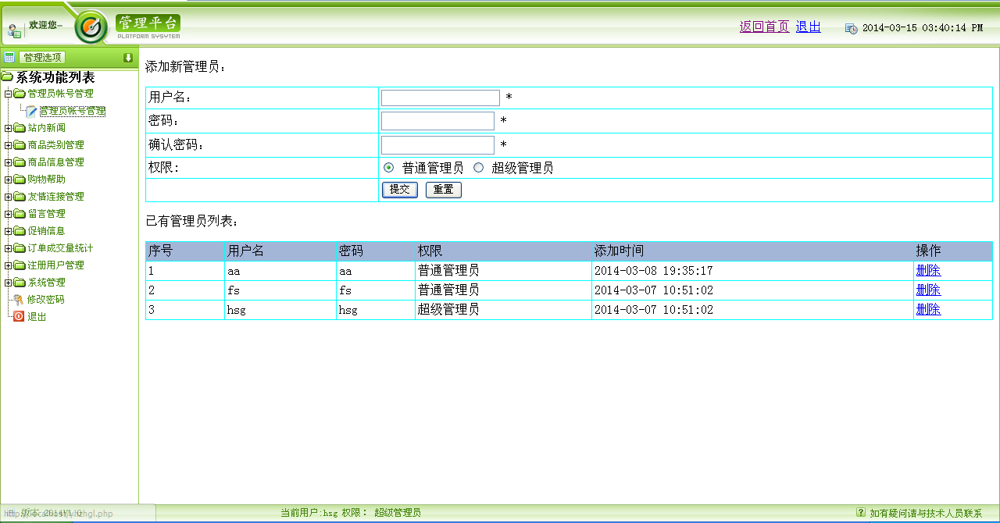 欢迎您—
管理平台
PLATFORM SYSYTEM
返回首页 退出 2014-03-15 03:40:14 PM
管理选项
系统功能列表
管理员帐号管理
管理员帐号管理
站内新闻
商品类别管理
商品信息管理
购物帮助
友情连接管理
留言管理
促销信息
订单成交量统计
注册用户管理
系统管理
修改密码
退出
添加新管理员:
用户名: *
密码: *
确认密码: *
权限: 普通管理员 超级管理员
提交 重置
已有管理员列表:
序号 用户名 密码 权限 添加时间 操作
1 aa aa 普通管理员 2014-03-08 19:35:17 删除
2 fs fs 普通管理员 2014-03-07 10:51:02 删除
3 hsg hsg 超级管理员 2014-03-07 10:51:02 删除
版本 2014V1.0
当前用户:hsg 权限: 超级管理员
如有疑问请与技术人员联系